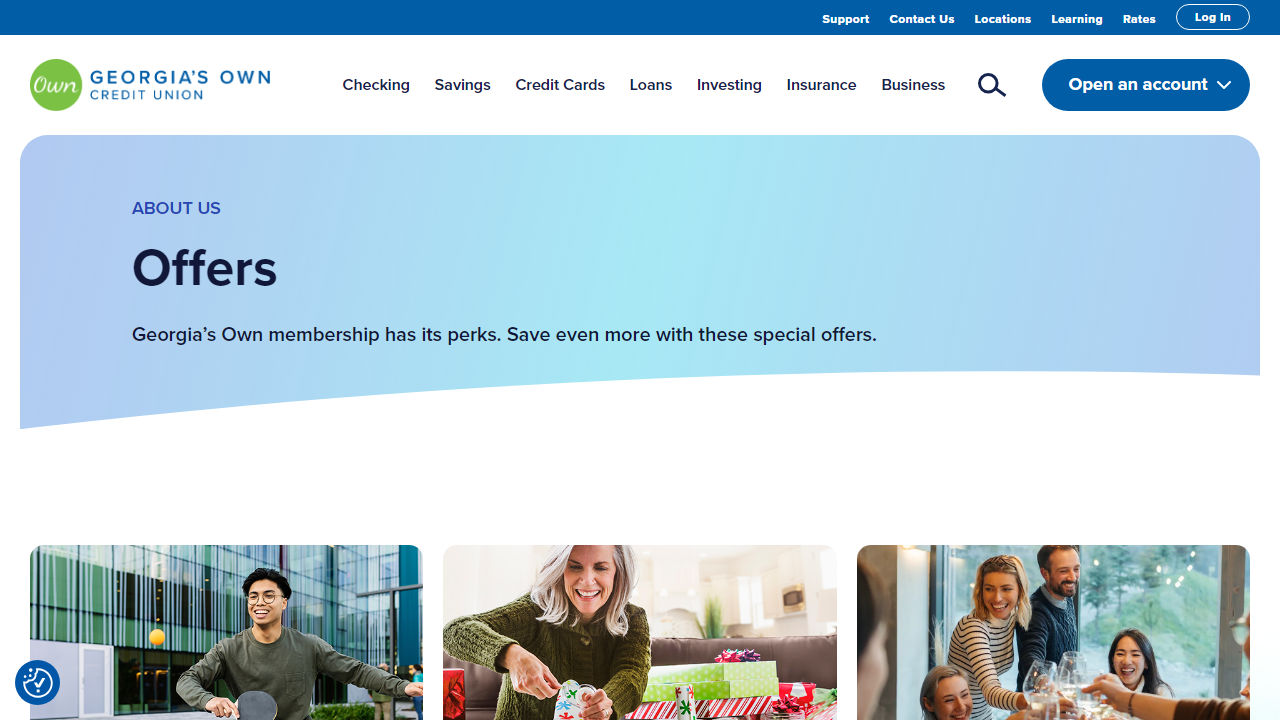 Support Contact Us Locations Learning Rates Log In
Own GEORGIA'S OWN
CREDIT UNION
Checking Savings Credit Cards Loans Investing Insurance Business Open an account
ABOUT US
Offers
Georgia’s Own membership has its perks. Save even more with these special offers.